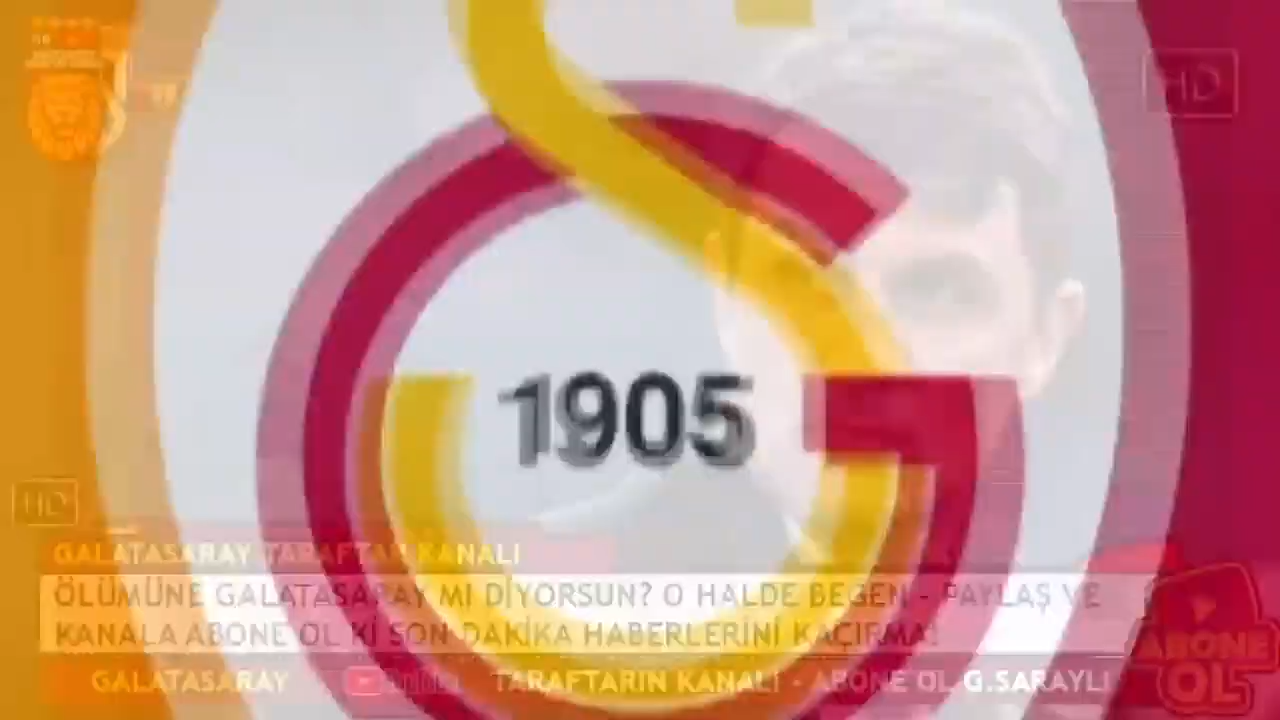 HD
1905
HD
GALATASARAY TARAFTAR KANALI
ÖLÜMÜNE GALATASARAY MI DİYORSUN? O HALDE BEĞEN - PAYLAŞ VE
KANALA ABONE OL Kİ SON DAKİKA HABERLERİNİ KAÇIRMA!
GALATASARAY
TARAFTARIN KANALI - ABONE OL G.SARAYLI
ABONE
OL